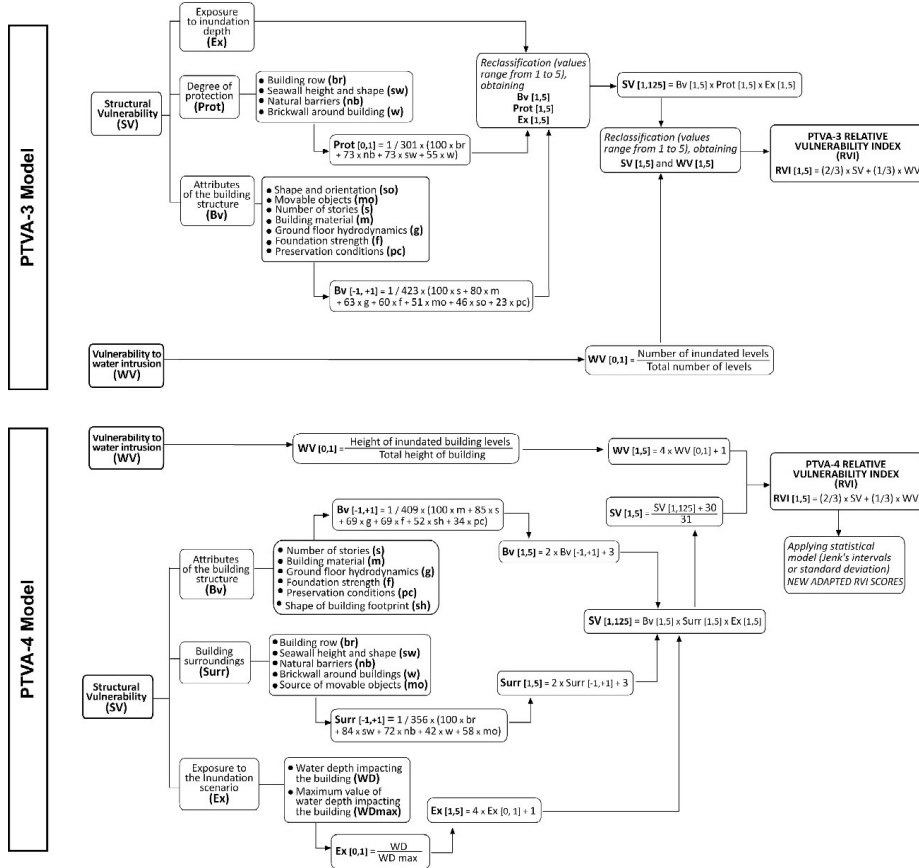 PTVA-3 Model
Structural
Vulnerability
(SV)
Exposure
to inundation
depth
(Ex)
Degree of
protection
(Prot)
● Building row (br)
● Seawall height and shape (sw)
● Natural barriers (nb)
● Brickwall around building (w)
Prot [0,1] = 1 / 301 x (100 x br
+ 73 x nb + 73 x sw + 55 x w)
Attributes
of the building
structure
(Bv)
● Shape and orientation (so)
● Movable objects (mo)
● Number of stories (s)
● Building material (m)
● Ground floor hydrodynamics (g)
● Foundation strength (f)
● Preservation conditions (pc)
Bv [-1, +1] = 1 / 423 x (100 x s + 80 x m
+ 63 x g + 60 x f + 51 x mo + 46 x so + 23 x pc)
Reclassification (values
range from 1 to 5),
obtaining
Bv [1,5]
Prot [1,5]
Ex [1,5]
SV [1,125] = Bv [1,5] x Prot [1,5] x Ex [1,5]
Reclassification (values
range from 1 to 5), obtaining
SV [1,5] and WV [1,5]
PTVA-3 RELATIVE
VULNERABILITY INDEX
(RVI)
RVI [1,5] = (2/3) x SV + (1/3) x WV
Vulnerability to
water intrusion
(WV)
WV [0,1] = Number of inundated levels
Total number of levels
PTVA-4 Model
Vulnerability to
water intrusion
(WV)
WV [0,1] = Height of inundated building levels
Total height of building
WV [1,5] = 4 x WV [0,1] + 1
PTVA-4 RELATIVE
VULNERABILITY INDEX
(RVI)
RVI [1,5] = (2/3) x SV + (1/3) x WV
SV [1,5] = SV [1,125] + 30
31
Applying statistical
model (Jenk's intervals
or standard deviation)
NEW ADAPTED RVI SCORES
Bv [-1,+1] = 1 / 409 x (100 x m + 85 x s
+ 69 x g + 69 x f + 52 x sh + 34 x pc)
Attributes
of the building
structure
(Bv)
● Number of stories (s)
● Building material (m)
● Ground floor hydrodynamics (g)
● Foundation strength (f)
● Preservation conditions (pc)
● Shape of building footprint (sh)
Bv [1,5] = 2 x Bv [-1,+1] + 3
SV [1,125] = Bv [1,5] x Surr [1,5] x Ex [1,5]
Structural
Vulnerability
(SV)
Building
surroundings
(Surr)
● Building row (br)
● Seawall height and shape (sw)
● Natural barriers (nb)
● Brickwall around buildings (w)
● Source of movable objects (mo)
Surr [-1,+1] = 1 / 356 x (100 x br
+ 84 x sw + 72 x nb + 42 x w + 58 x mo)
Surr [1,5] = 2 x Surr [-1,+1] + 3
Exposure to
the Inundation
scenario
(Ex)
● Water depth impacting
the building (WD)
● Maximum value of
water depth impacting
the building (WDmax)
Ex [0,1] = WD
WD max
Ex [1,5] = 4 x Ex [0, 1] + 1